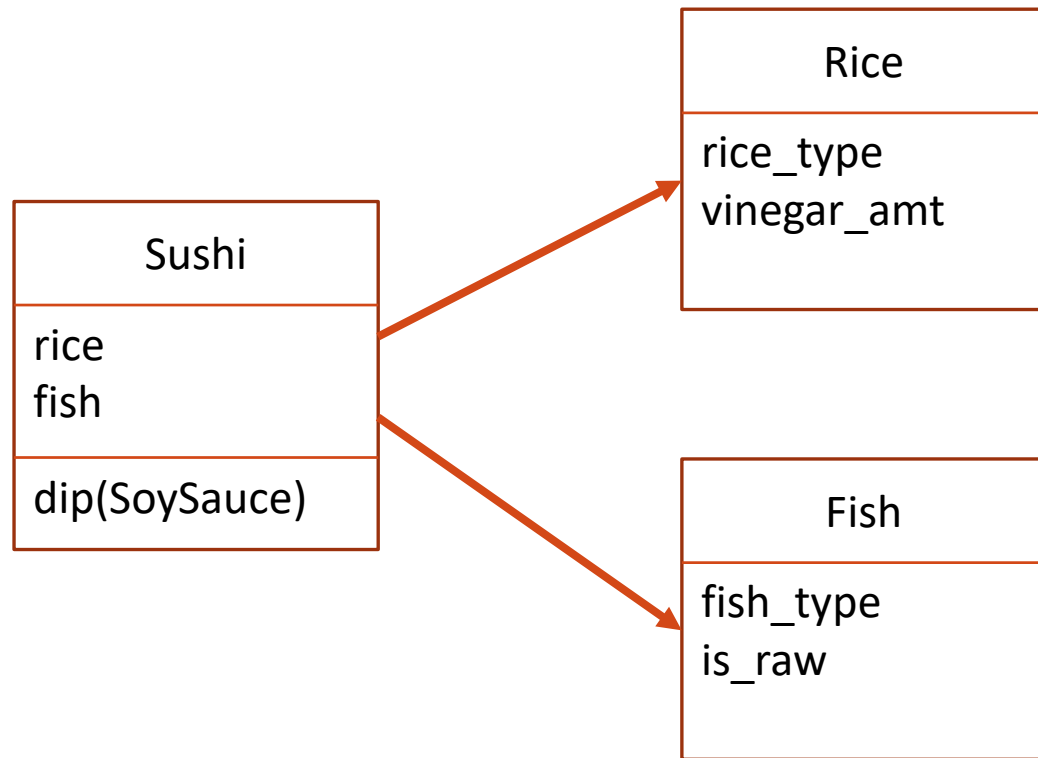 Sushi
rice
fish
dip(SoySauce)
Rice
rice_type
vinegar_amt
Fish
fish_type
is_raw